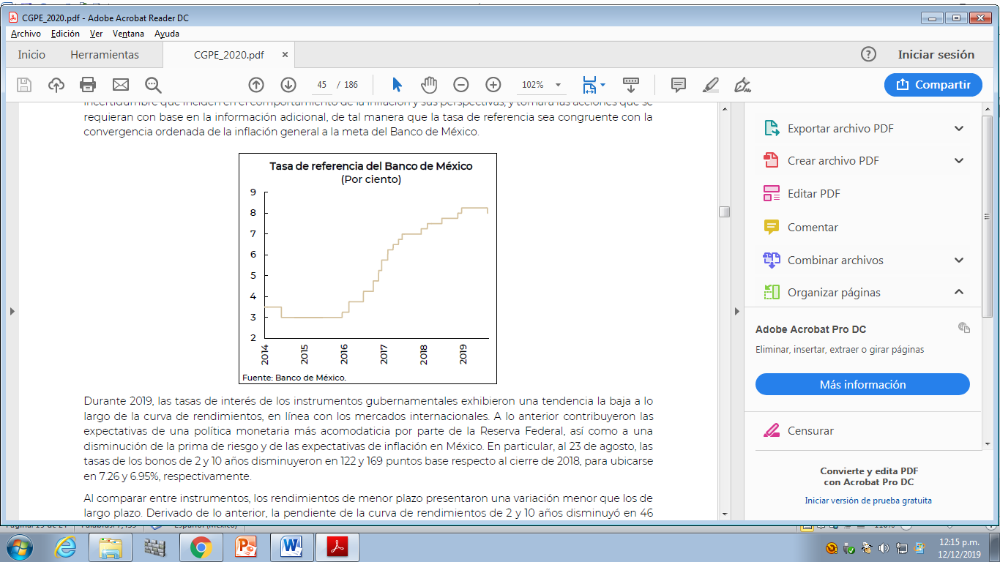 CGPE_2020.pdf - Adobe Acrobat Reader DC
Archivo Edición Ver Ventana Ayuda
Inicio Herramientas CGPE_2020.pdf × Iniciar sesión
45 / 186 102% Compartir
incertidumbre que inciden en el comportamiento de la inflación y sus perspectivas, y tomará las acciones que se
requieran con base en la información adicional, de tal manera que la tasa de referencia sea congruente con la
convergencia ordenada de la inflación general a la meta del Banco de México.
Tasa de referencia del Banco de México
(Por ciento)
9
8
7
6
5
4
3
2
2014 2015 2016 2017 2018 2019
Fuente: Banco de México.
Durante 2019, las tasas de interés de los instrumentos gubernamentales exhibieron una tendencia la baja a lo
largo de la curva de rendimientos, en línea con los mercados internacionales. A lo anterior contribuyeron las
expectativas de una política monetaria más acomodaticia por parte de la Reserva Federal, así como a una
disminución de la prima de riesgo y de las expectativas de inflación en México. En particular, al 23 de agosto, las
tasas de los bonos de 2 y 10 años disminuyeron en 122 y 169 puntos base respecto al cierre de 2018, para ubicarse
en 7.26 y 6.95%, respectivamente.
Al comparar entre instrumentos, los rendimientos de menor plazo presentaron una variación menor que los de
largo plazo. Derivado de lo anterior, la pendiente de la curva de rendimientos de 2 y 10 años disminuyó en 46
Exportar archivo PDF
Crear archivo PDF
Editar PDF
Comentar
Combinar archivos
Organizar páginas
Adobe Acrobat Pro DC
Eliminar, insertar, extraer o girar páginas
Más información
Censurar
Convierte y edita PDF
con Acrobat Pro DC
Iniciar versión de prueba gratuita
12:15 p.m.
12/12/2019